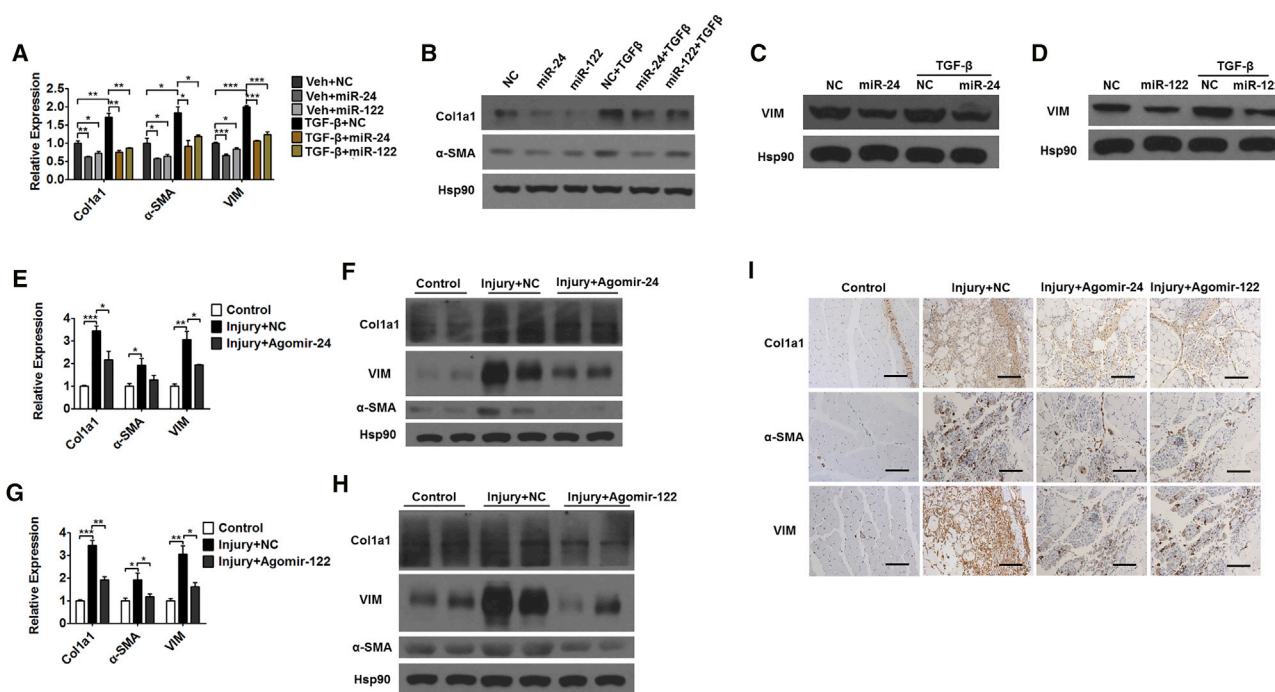 A
Relative Expression
2.5
2.0
1.5
1.0
0.5
0.0
** ** ** * **
* * * * *
*** *** *** ***
Col1a1
α-SMA
VIM
Veh+NC
Veh+miR-24
Veh+miR-122
TGF-β+NC
TGF-β+miR-24
TGF-β+miR-122
B
NC miR-24 miR-122 NC+TGFβ miR-24+TGFβ miR-122+TGFβ
Col1a1
α-SMA
Hsp90
C
TGF-β
NC miR-24 NC miR-24
VIM
Hsp90
D
TGF-β
NC miR-122 NC miR-12
VIM
Hsp90
E
Relative Expression
4
3
2
1
0
*** * * ** *
Col1a1
α-SMA
VIM
Control
Injury+NC
Injury+Agomir-24
F
Control Injury+NC Injury+Agomir-24
Col1a1
VIM
α-SMA
Hsp90
G
Relative Expression
4
3
2
1
0
*** ** * * ** *
Col1a1
α-SMA
VIM
Control
Injury+NC
Injury+Agomir-122
H
Control Injury+NC Injury+Agomir-122
Col1a1
VIM
α-SMA
Hsp90
I
Control Injury+NC Injury+Agomir-24 Injury+Agomir-122
Col1a1
α-SMA
VIM